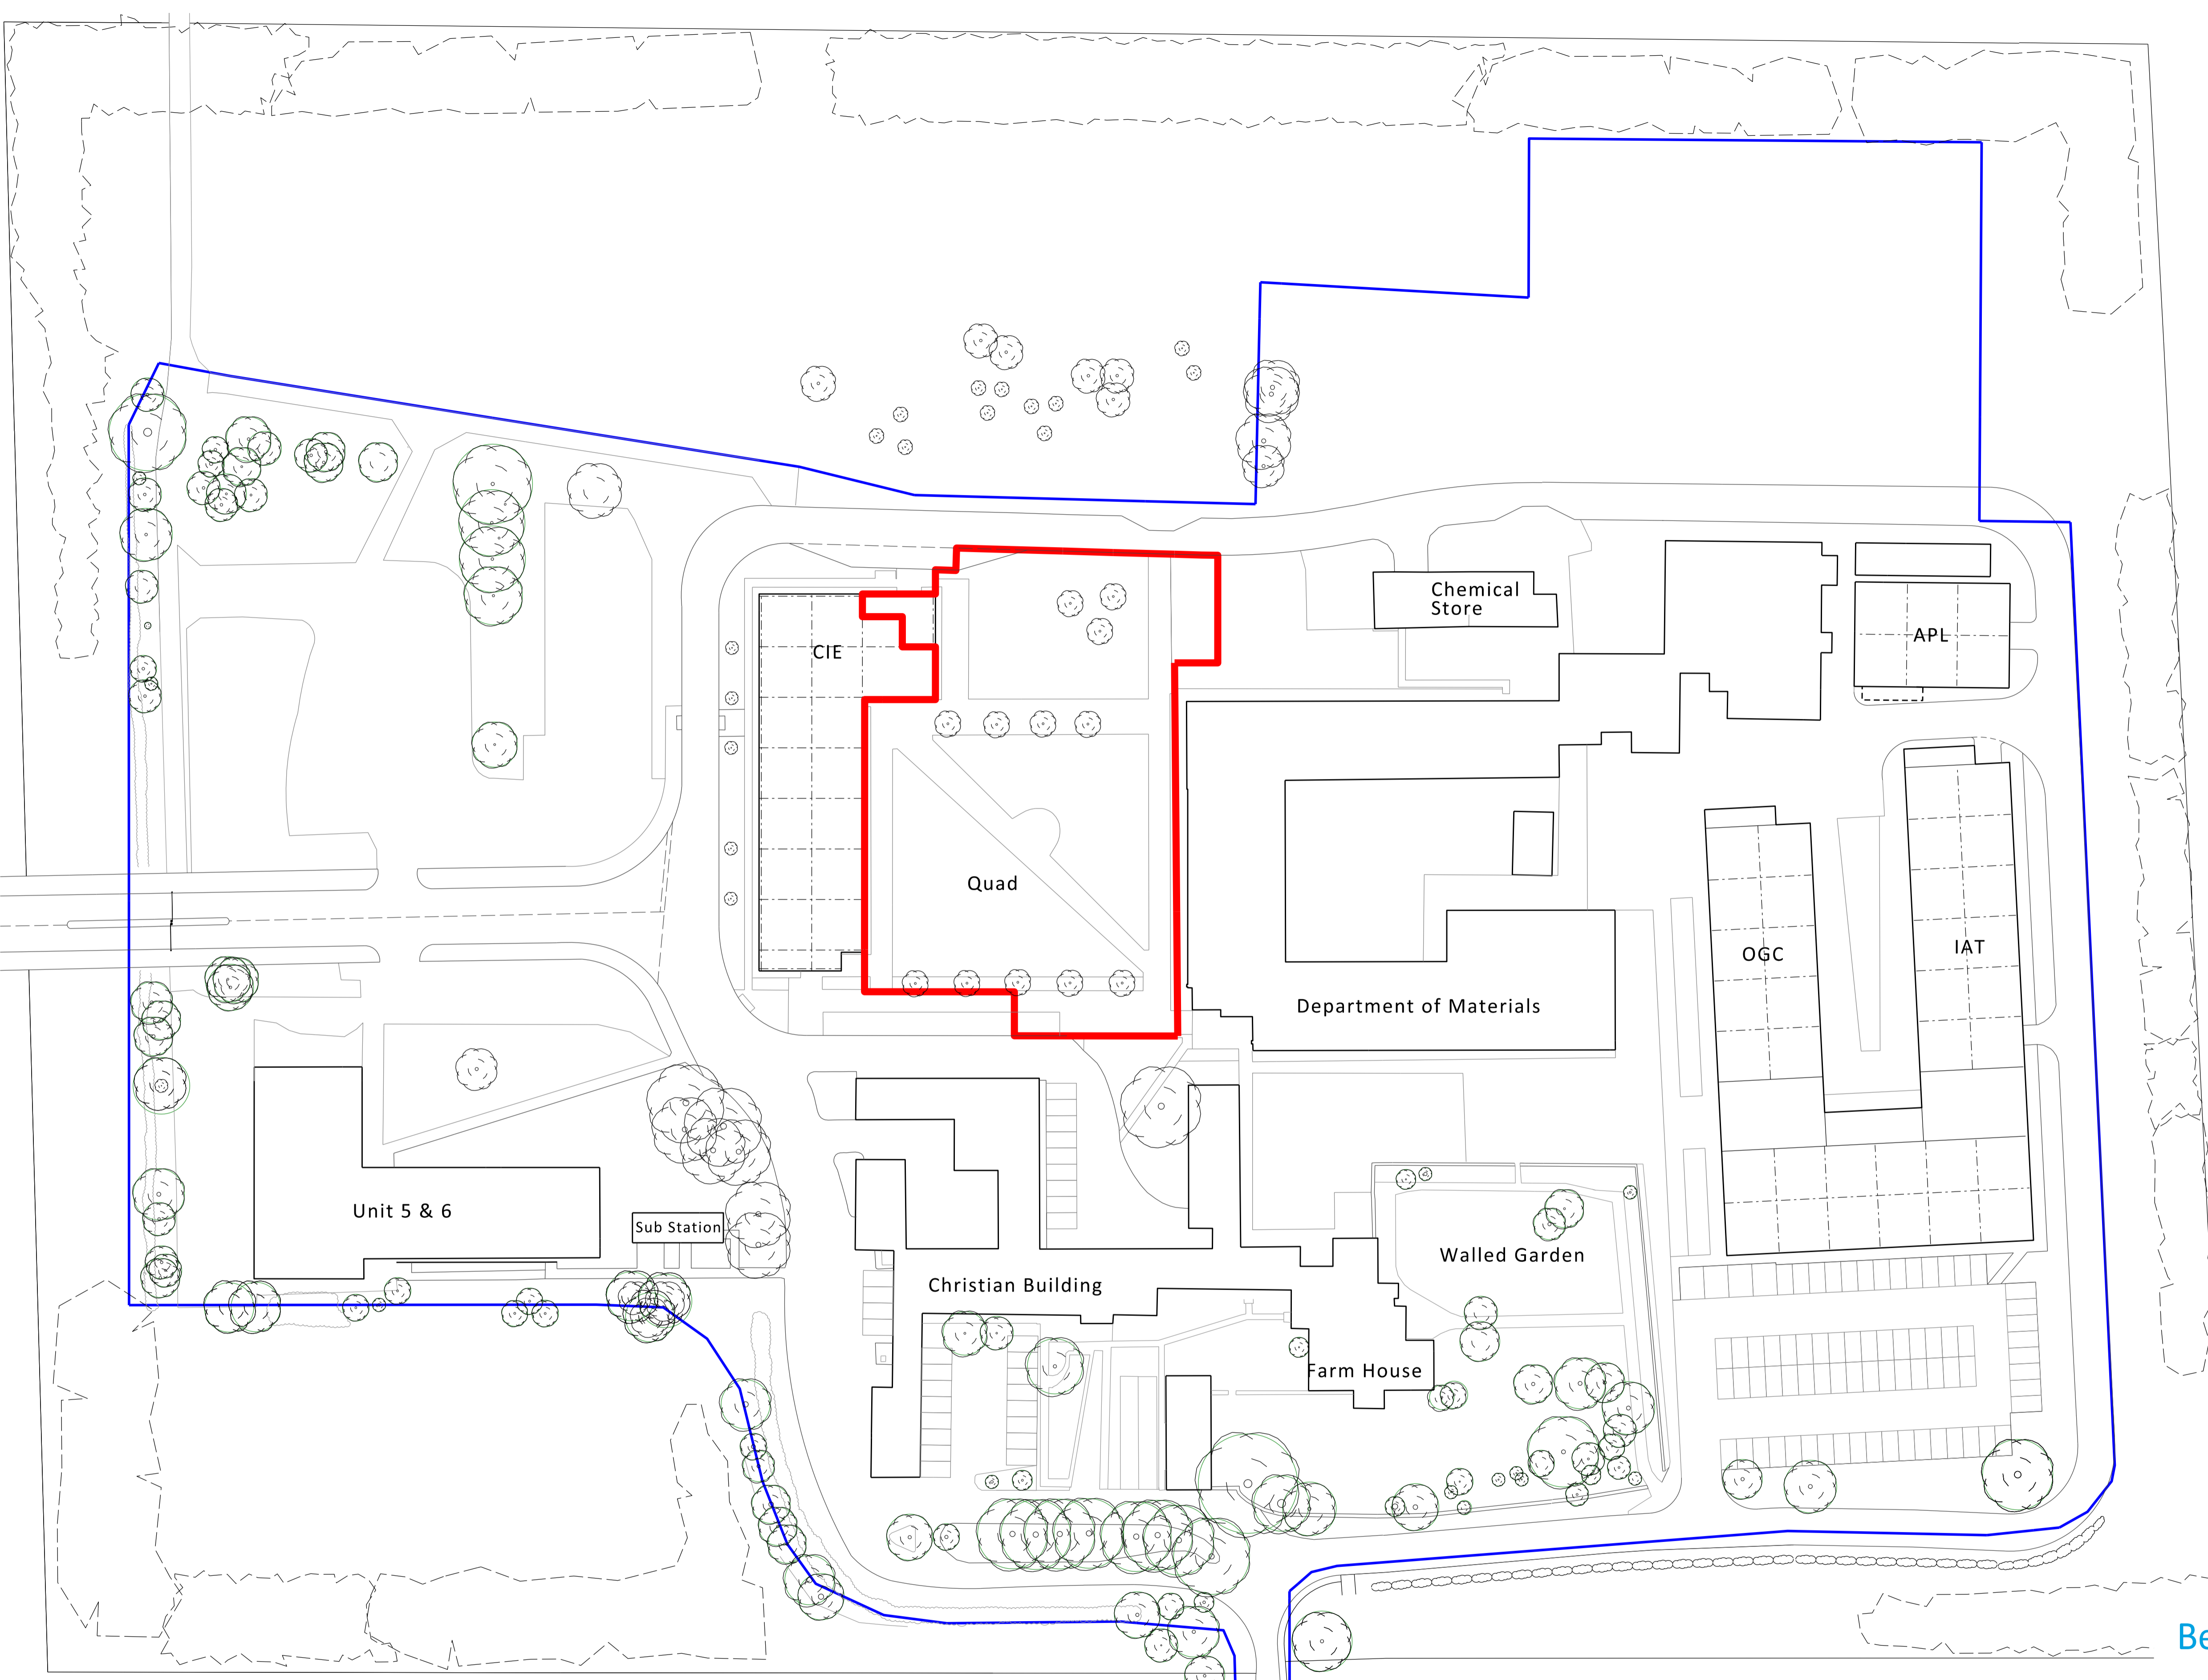 Chemical
Store
APL
CIE
Quad
OGC
IAT
Department of Materials
Unit 5 & 6
Sub Station
Walled Garden
Christian Building
Farm House
Be